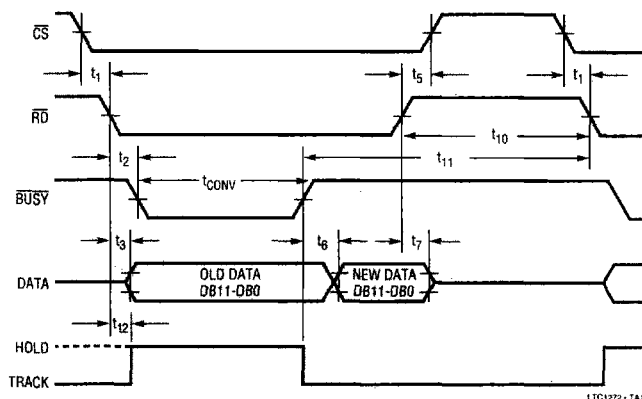 CS
t1
t5
t1
RD
t2
t10
t11
BUSY
tCONV
t3
t6
t7
DATA
OLD DATA
DB11-DB0
NEW DATA
DB11-DB0
t12
HOLD
TRACK